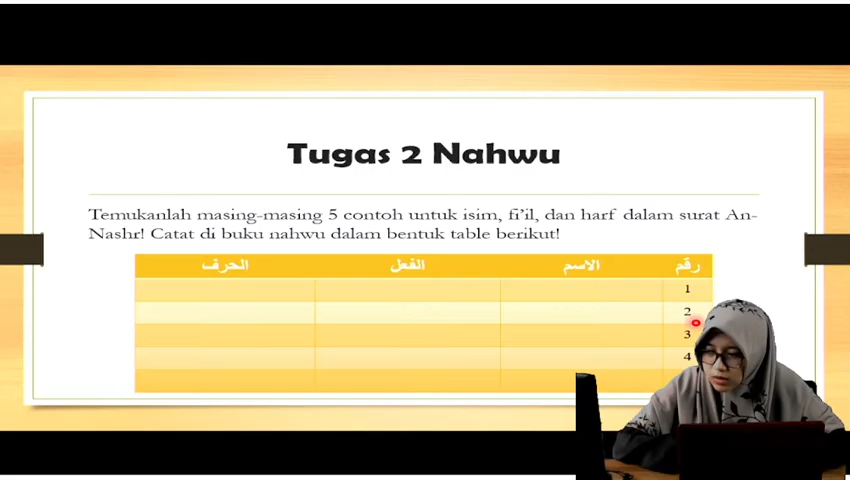 Tugas 2 Nahwu
Temukanlah masing-masing 5 contoh untuk isim, fi'il, dan harf dalam surat An-
Nashr! Catat di buku nahwu dalam bentuk table berikut!
رقم الاسم الفعل الحرف
1
2
3
4